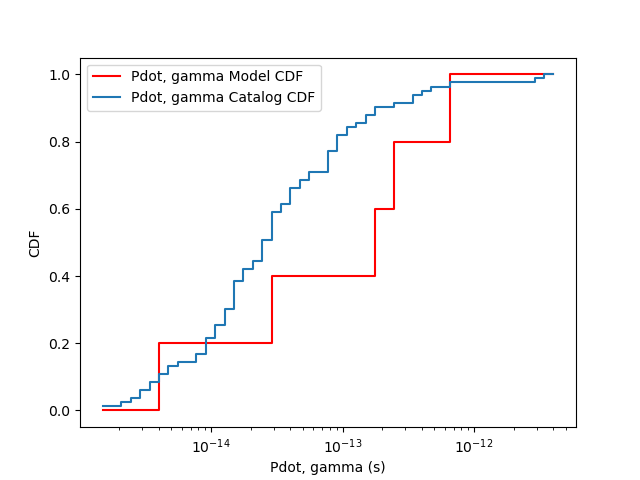 Pdot, gamma Model CDF
Pdot, gamma Catalog CDF
1.0
0.8
0.6
0.4
0.2
0.0
CDF
10⁻¹⁴
10⁻¹³
10⁻¹²
Pdot, gamma (s)